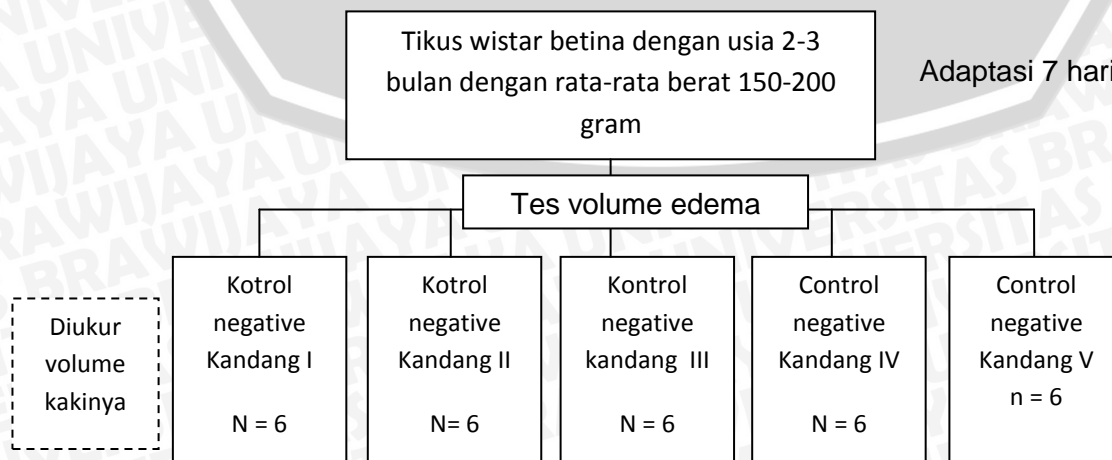 Tikus wistar betina dengan usia 2-3
bulan dengan rata-rata berat 150-200
gram
Adaptasi 7 hari
Tes volume edema
Diukur
volume
kakinya
Kotrol
negative
Kandang I
N = 6
Kotrol
negative
Kandang II
N= 6
Kontrol
negative
kandang III
N = 6
Control
negative
Kandang IV
N = 6
Control
negative
Kandang V
n = 6